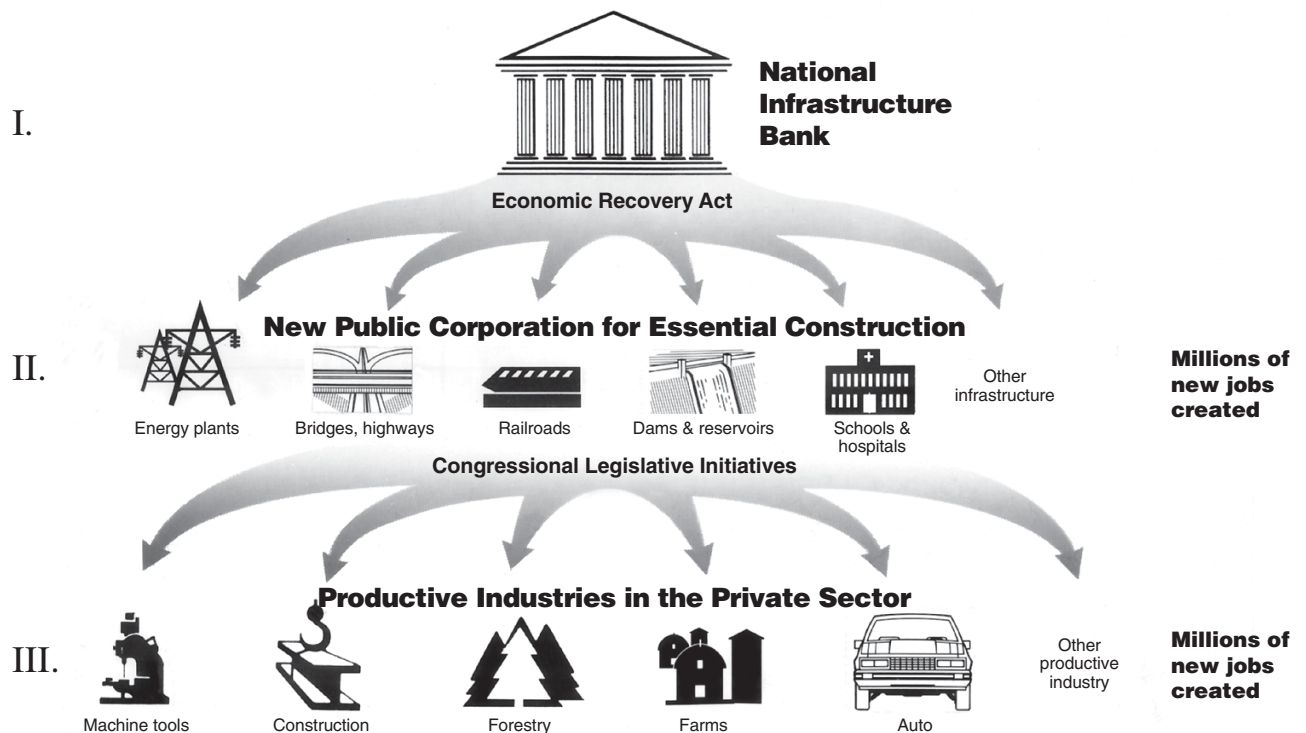 I.
National
Infrastructure
Bank
Economic Recovery Act
New Public Corporation for Essential Construction
II.
Energy plants
Bridges, highways
Railroads
Dams & reservoirs
Schools &
hospitals
Other
infrastructure
Millions of
new jobs
created
Congressional Legislative Initiatives
Productive Industries in the Private Sector
III.
Machine tools
Construction
Forestry
Farms
Auto
Other
productive
industry
Millions of
new jobs
created